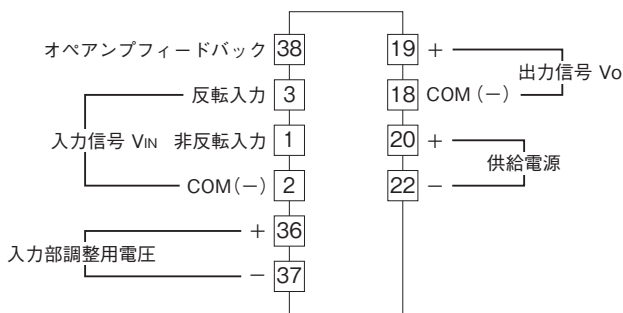 オペアンプフィードバック 38
反転入力 3
入力信号 VIN 非反転入力 1
COM(−) 2
+ 36
入力部調整用電圧
− 37
19 +
出力信号 Vo
18 COM(−)
20 +
供給電源
22 −